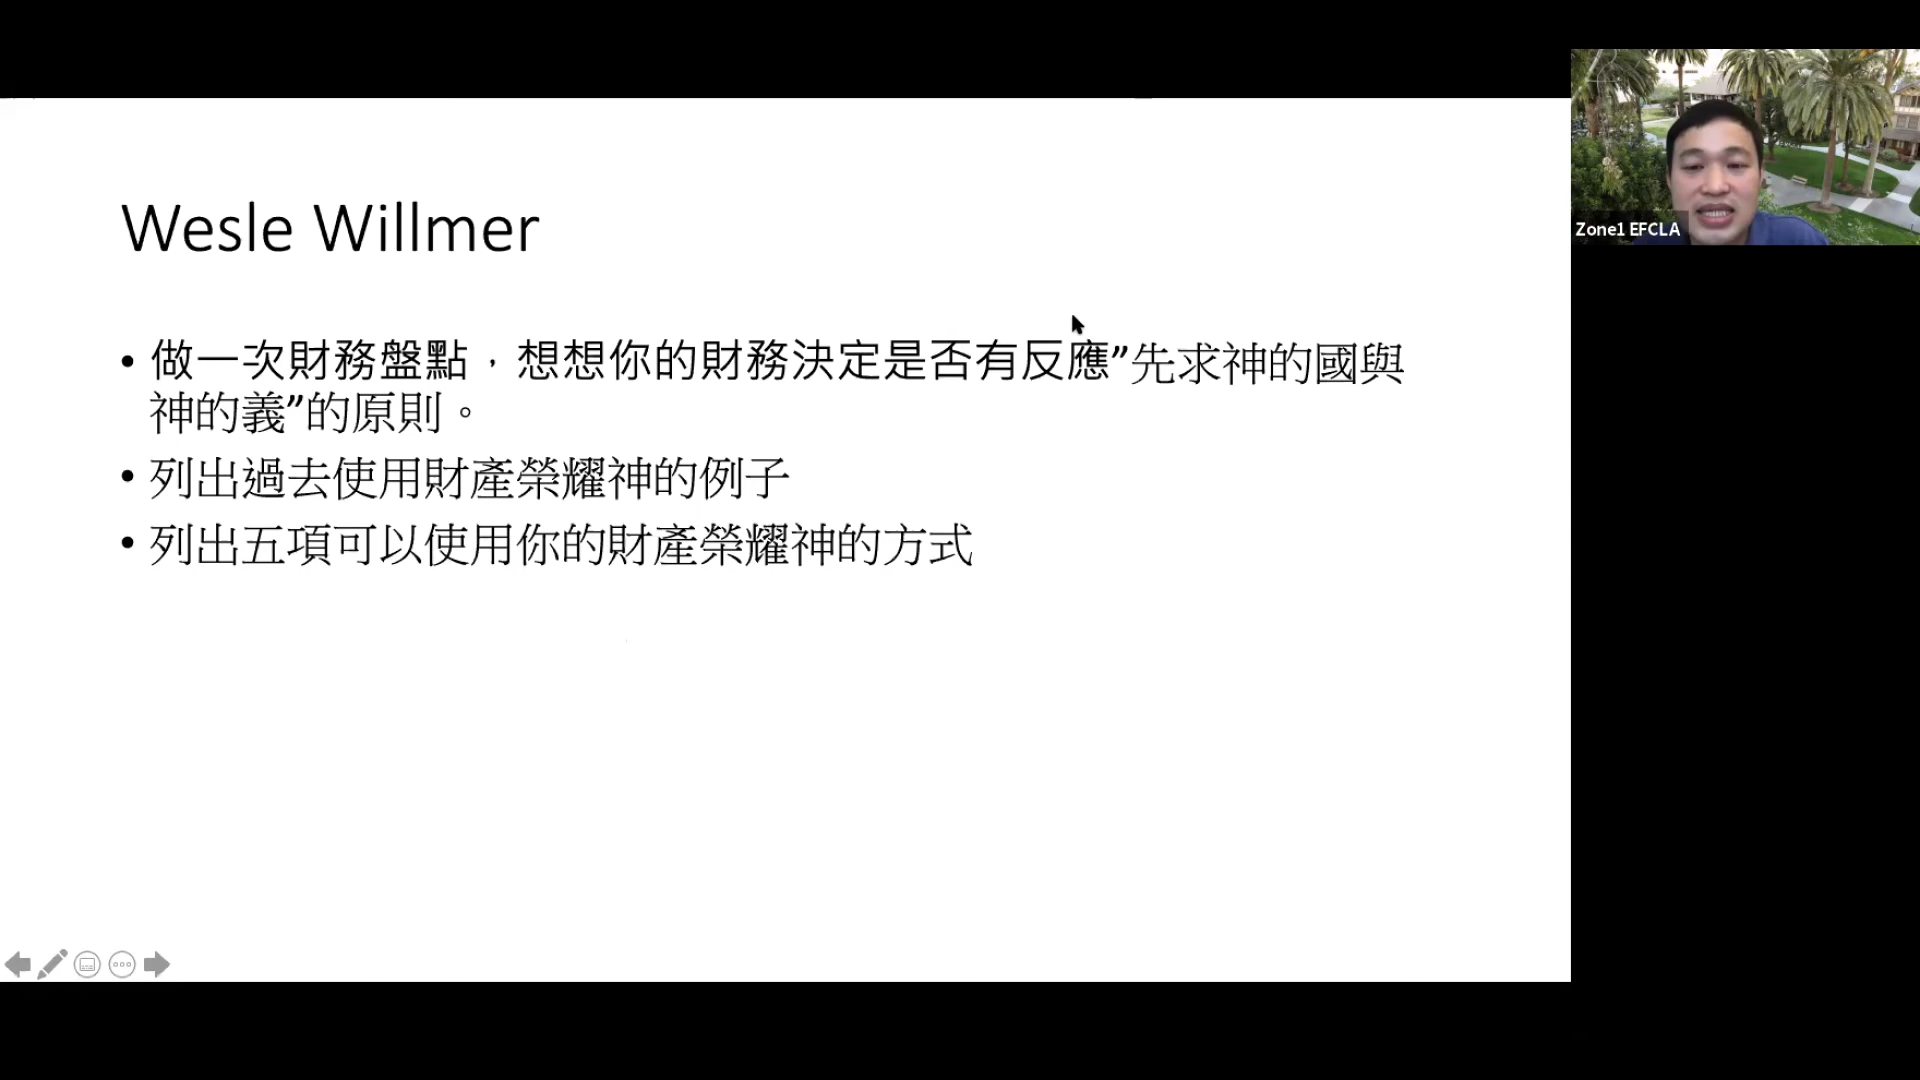 Wesle Willmer
• 做一次財務盤點，想想你的財務決定是否有反應”先求神的國與
神的義”的原則。
• 列出過去使用財產榮耀神的例子
• 列出五項可以使用你的財產榮耀神的方式
Zone1 EFCLA